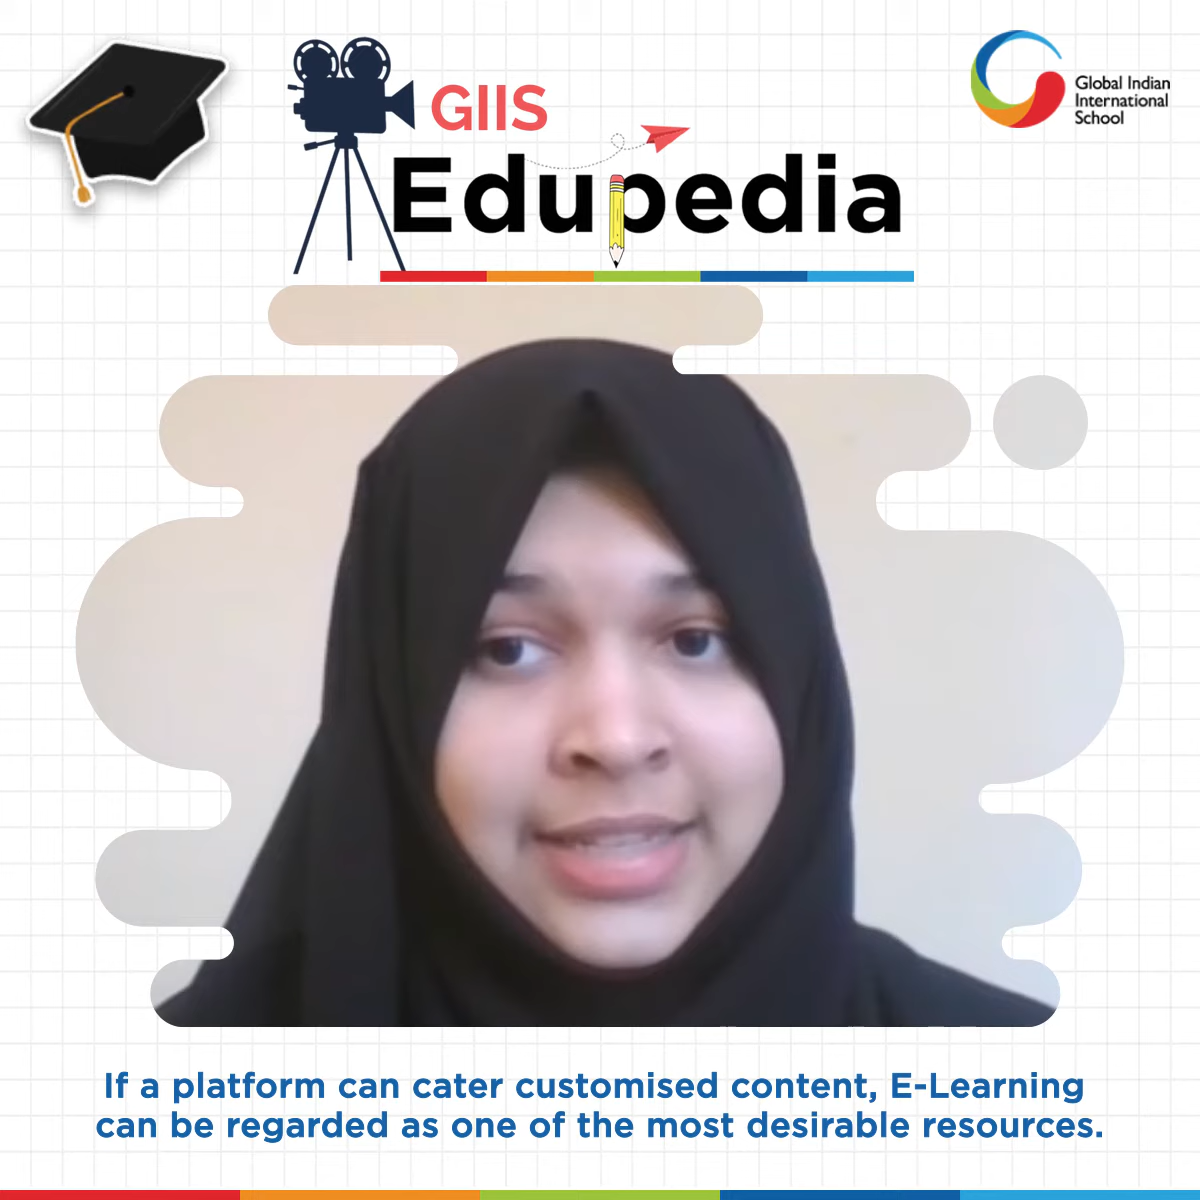 GIIS
Edupedia
Global Indian
International
School
If a platform can cater customised content, E-Learning
can be regarded as one of the most desirable resources.